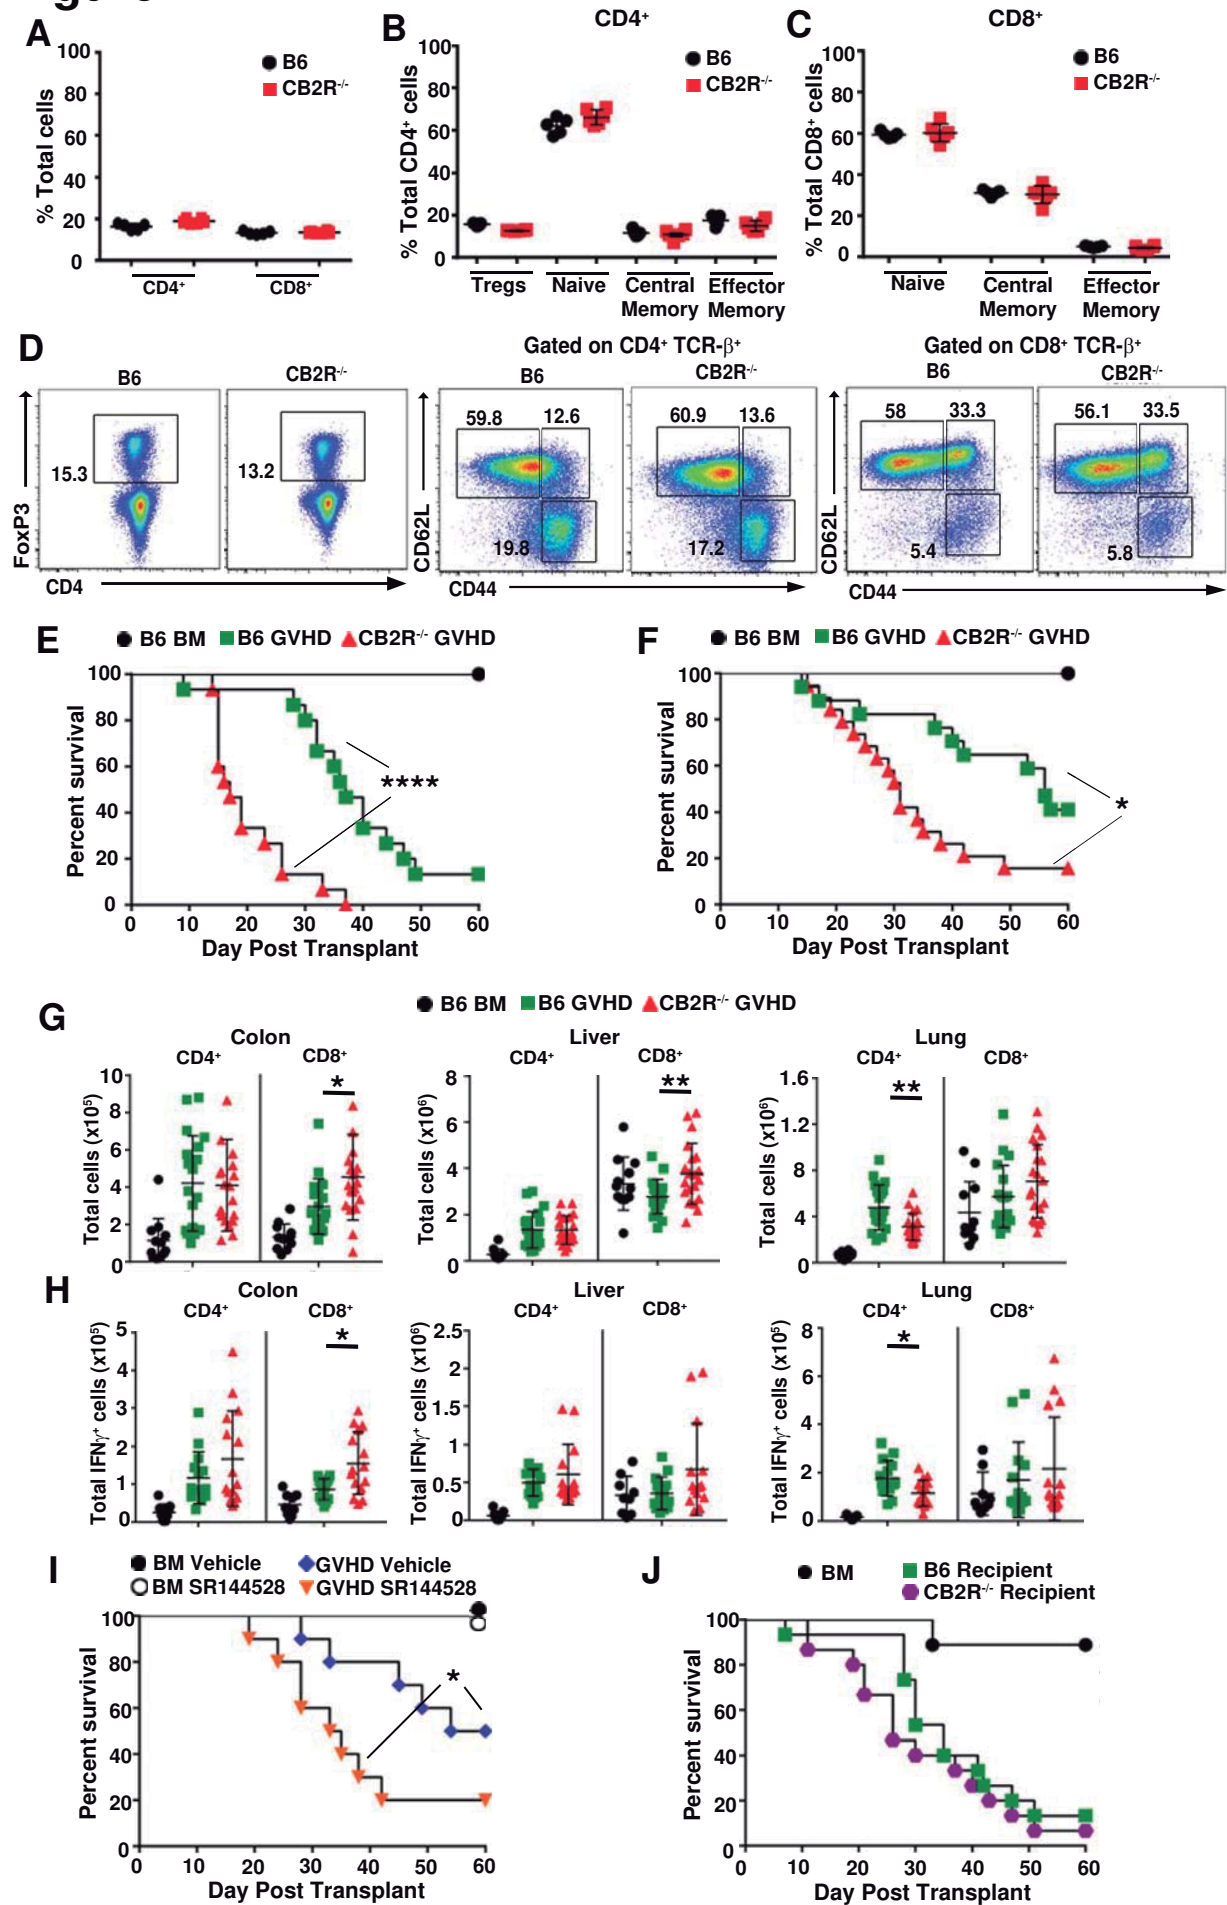 A
100
80
60
40
20
0
% Total cells
B6
CB2R-/-
CD4+
CD8+
B
CD4+
100
80
60
40
20
0
% Total CD4+ cells
B6
CB2R-/-
Tregs
Naive
Central Memory
Effector Memory
C
CD8+
100
80
60
40
20
0
% Total CD8+ cells
B6
CB2R-/-
Naive
Central Memory
Effector Memory
D
B6
CB2R-/-
15.3
13.2
FoxP3
CD4
Gated on CD4+ TCR-β+
B6
CB2R-/-
59.8
12.6
19.8
60.9
13.6
17.2
CD62L
CD44
Gated on CD8+ TCR-β+
B6
CB2R-/-
58
33.3
5.4
56.1
33.5
5.8
CD62L
CD44
E
B6 BM B6 GVHD CB2R-/- GVHD
100
80
60
40
20
0
Percent survival
****
0 10 20 30 40 50 60
Day Post Transplant
F
B6 BM B6 GVHD CB2R-/- GVHD
100
80
60
40
20
0
Percent survival
*
0 10 20 30 40 50 60
Day Post Transplant
B6 BM B6 GVHD CB2R-/- GVHD
G
Colon
CD4+ CD8+
10
8
6
4
2
0
Total cells (x10⁵)
*
Liver
CD4+ CD8+
8
6
4
2
0
Total cells (x10⁶)
**
Lung
CD4+ CD8+
1.6
1.2
8
4
0
Total cells (x10⁶)
**
H
Colon
CD4+ CD8+
5
4
3
2
1
0
Total IFNγ+ cells (x10⁵)
*
Liver
CD4+ CD8+
2.5
2
1.5
1
0.5
0
Total IFNγ+ cells (x10⁶)
Lung
CD4+ CD8+
8
6
4
2
0
Total IFNγ+ cells (x10⁵)
*
I
BM Vehicle GVHD Vehicle
BM SR144528 GVHD SR144528
100
80
60
40
20
0
Percent survival
*
0 10 20 30 40 50 60
Day Post Transplant
J
BM
B6 Recipient
CB2R-/- Recipient
100
80
60
40
20
0
Percent survival
0 10 20 30 40 50 60
Day Post Transplant